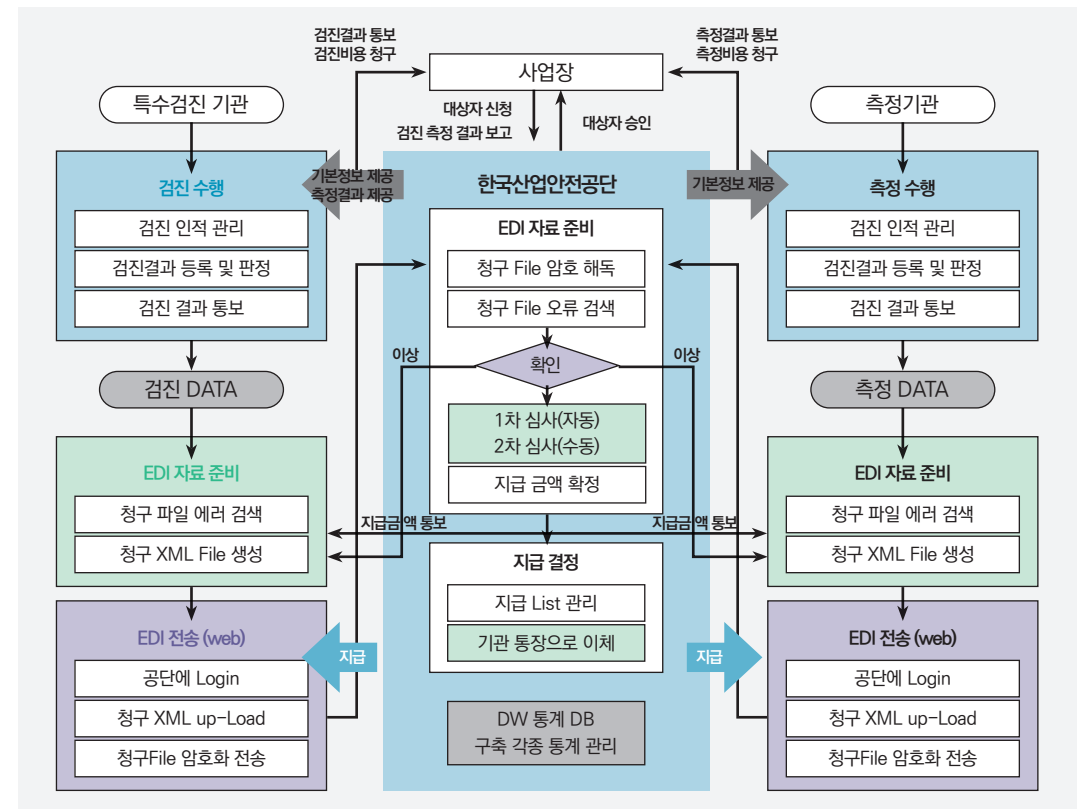 검진결과 통보
검진비용 청구
사업장
측정결과 통보
측정비용 청구
특수검진 기관
대상자 신청
검진 측정 결과 보고
대상자 승인
측정기관
검진 수행
검진 인적 관리
검진결과 등록 및 판정
검진 결과 통보
기본정보 제공
측정결과 제공
한국산업안전공단
기본정보 제공
측정 수행
검진 인적 관리
검진결과 등록 및 판정
검진 결과 통보
EDI 자료 준비
청구 File 암호 해독
청구 File 오류 검색
이상
확인
이상
1차 심사(자동)
2차 심사(수동)
지급 금액 확정
검진 DATA
측정 DATA
EDI 자료 준비
청구 파일 에러 검색
청구 XML File 생성
지급금액 통보
지급금액 통보
EDI 자료 준비
청구 파일 에러 검색
청구 XML File 생성
지급 결정
지급 List 관리
기관 통장으로 이체
EDI 전송 (web)
공단에 Login
청구 XML up-Load
청구File 암호화 전송
지급
지급
EDI 전송 (web)
공단에 Login
청구 XML up-Load
청구File 암호화 전송
DW 통계 DB
구축 각종 통계 관리